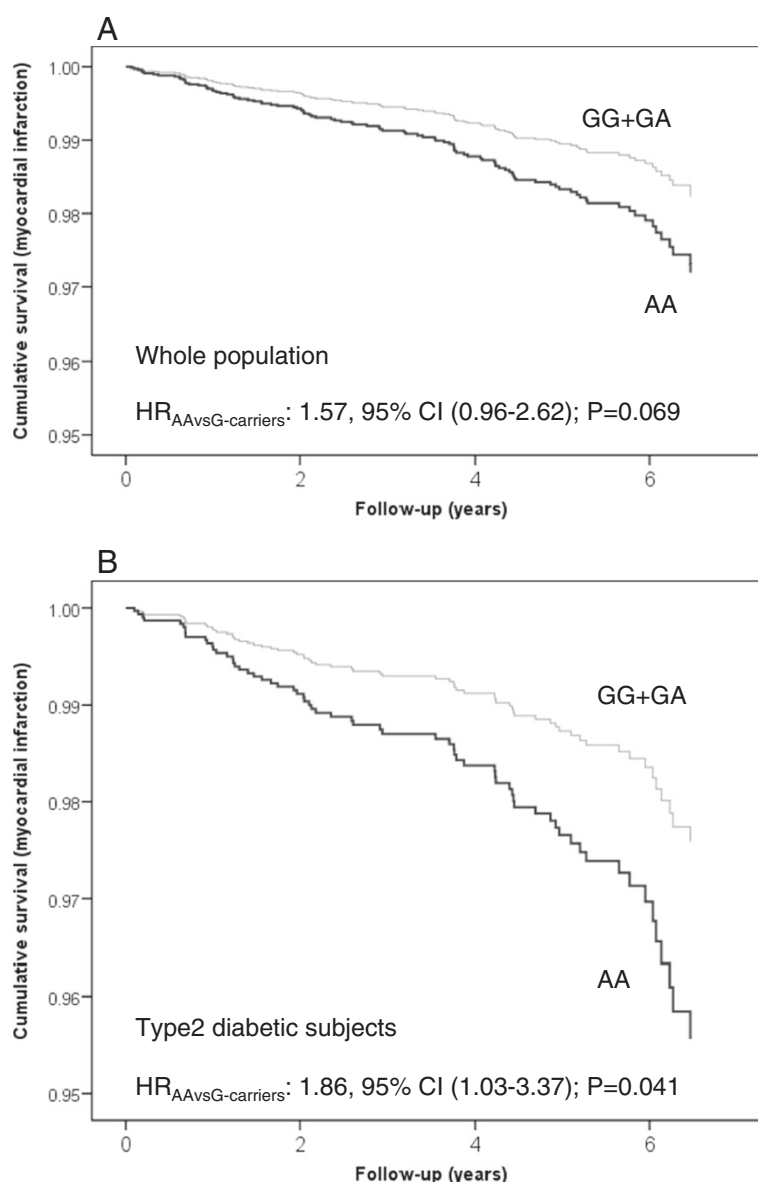 A
Cumulative survival (myocardial infarction)
1.00
0.99
0.98
0.97
0.96
0.95
GG+GA
AA
Whole population
HRAAvsG-carriers: 1.57, 95% CI (0.96-2.62); P=0.069
0 2 4 6
Follow-up (years)
B
Cumulative survival (myocardial infarction)
1.00
0.99
0.98
0.97
0.96
0.95
GG+GA
AA
Type2 diabetic subjects
HRAAvsG-carriers: 1.86, 95% CI (1.03-3.37); P=0.041
0 2 4 6
Follow-up (years)